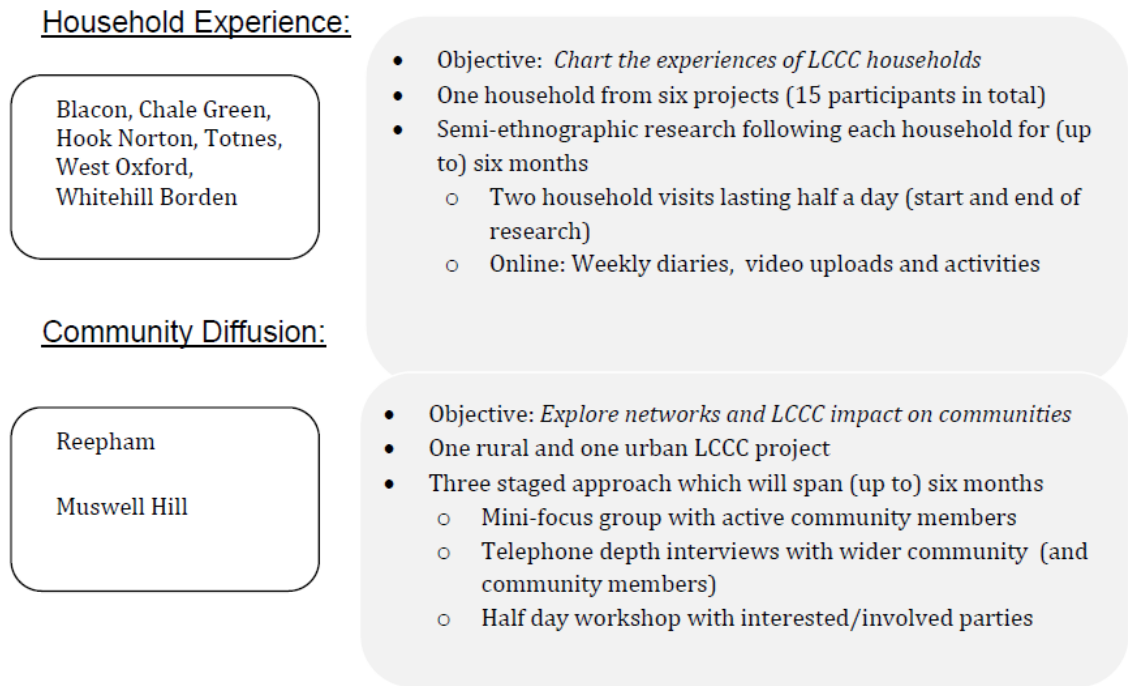 Household Experience:
Blacon, Chale Green,
Hook Norton, Totnes,
West Oxford,
Whitehill Borden
• Objective: Chart the experiences of LCCC households
• One household from six projects (15 participants in total)
• Semi-ethnographic research following each household for (up
to) six months
o Two household visits lasting half a day (start and end of
research)
o Online: Weekly diaries, video uploads and activities
Community Diffusion:
Reepham
Muswell Hill
• Objective: Explore networks and LCCC impact on communities
• One rural and one urban LCCC project
• Three staged approach which will span (up to) six months
o Mini-focus group with active community members
o Telephone depth interviews with wider community (and
community members)
o Half day workshop with interested/involved parties